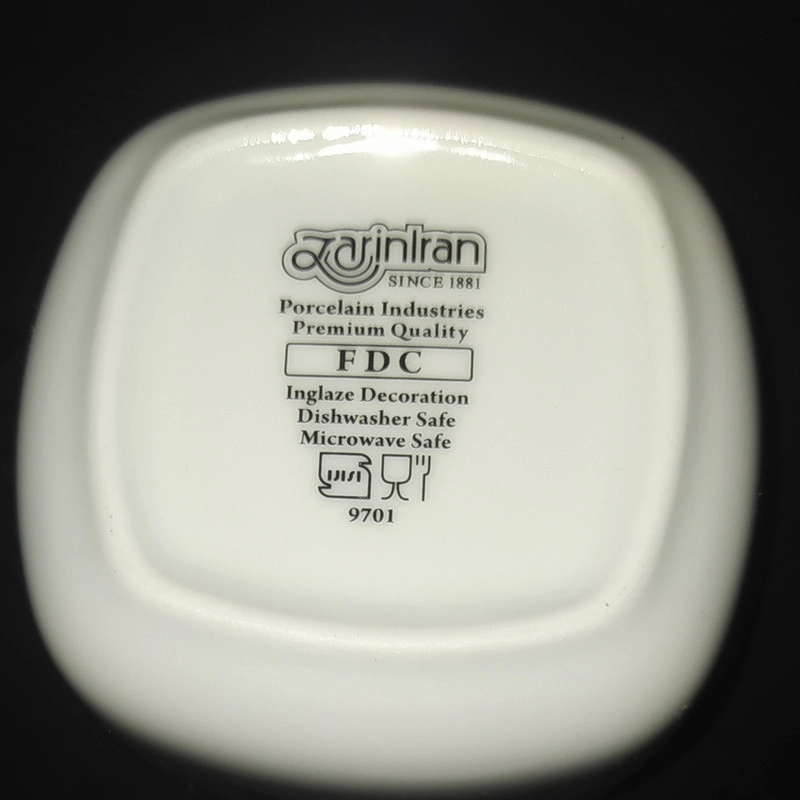 ZarinIran
SINCE 1881
Porcelain Industries
Premium Quality
FDC
Inglaze Decoration
Dishwasher Safe
Microwave Safe
9701